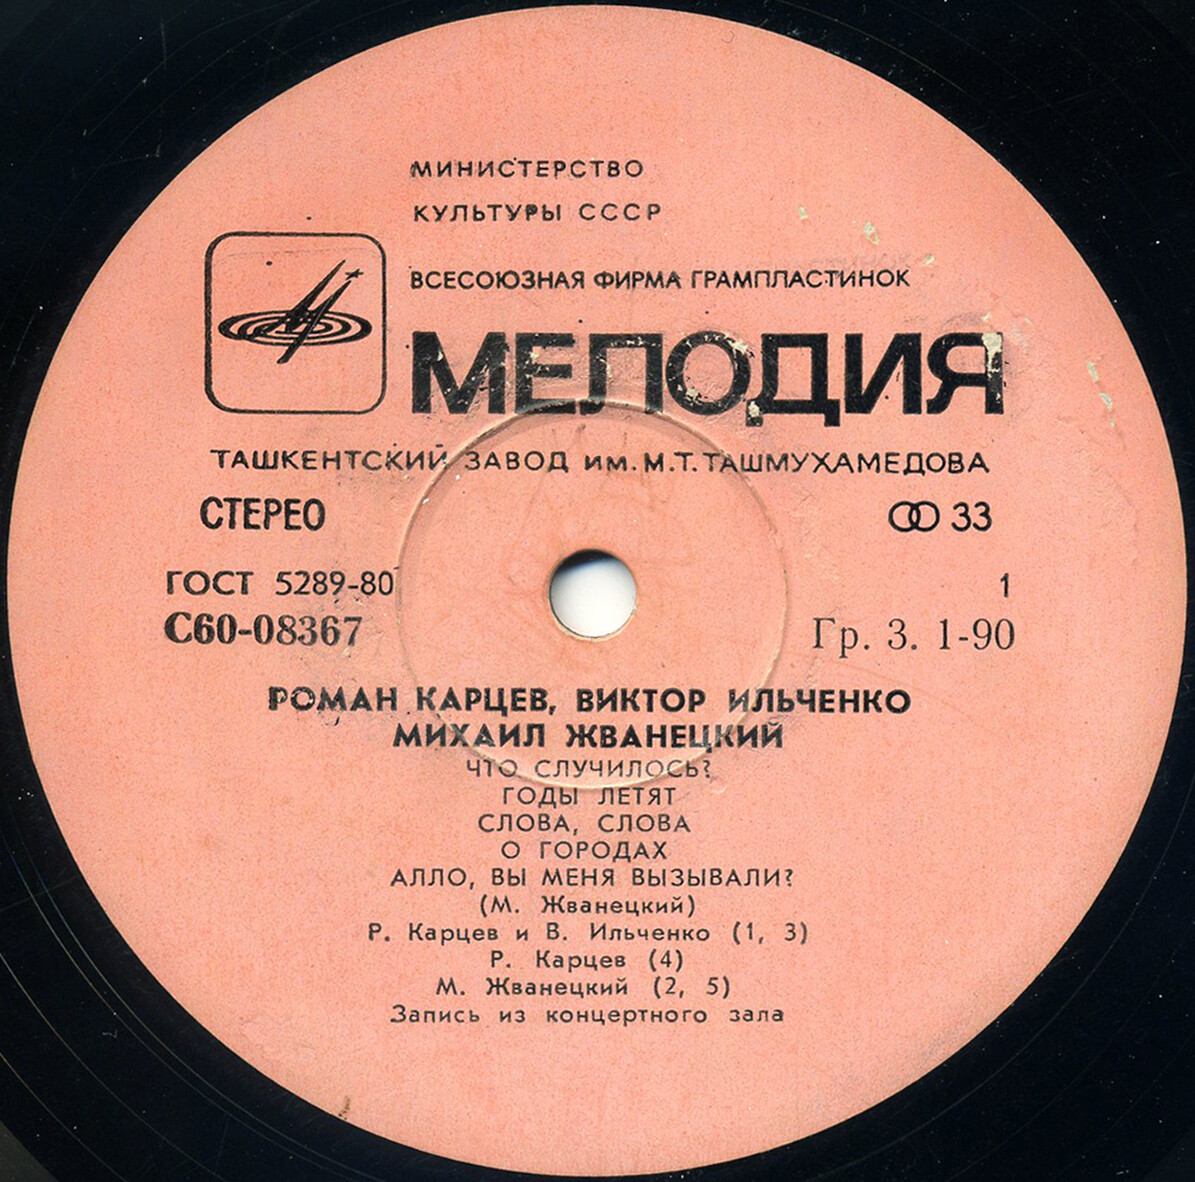 МИНИСТЕРСТВО
КУЛЬТУРЫ СССР
ВСЕСОЮЗНАЯ ФИРМА ГРАМПЛАСТИНОК
МЕЛОДИЯ
ТАШКЕНТСКИЙ ЗАВОД ИМ. М.Т. ТАШМУХАМЕДОВА
СТЕРЕО 33
ГОСТ 5289-80 1
С60-08367 Гр. 3. 1-90
РОМАН КАРЦЕВ, ВИКТОР ИЛЬЧЕНКО
МИХАИЛ ЖВАНЕЦКИЙ
ЧТО СЛУЧИЛОСЬ?
ГОДЫ ЛЕТЯТ
СЛОВА, СЛОВА
О ГОРОДАХ
АЛЛО, ВЫ МЕНЯ ВЫЗЫВАЛИ?
(М. Жванецкий)
Р. Карцев и В. Ильченко (1, 3)
Р. Карцев (4)
М. Жванецкий (2, 5)
Запись из концертного зала